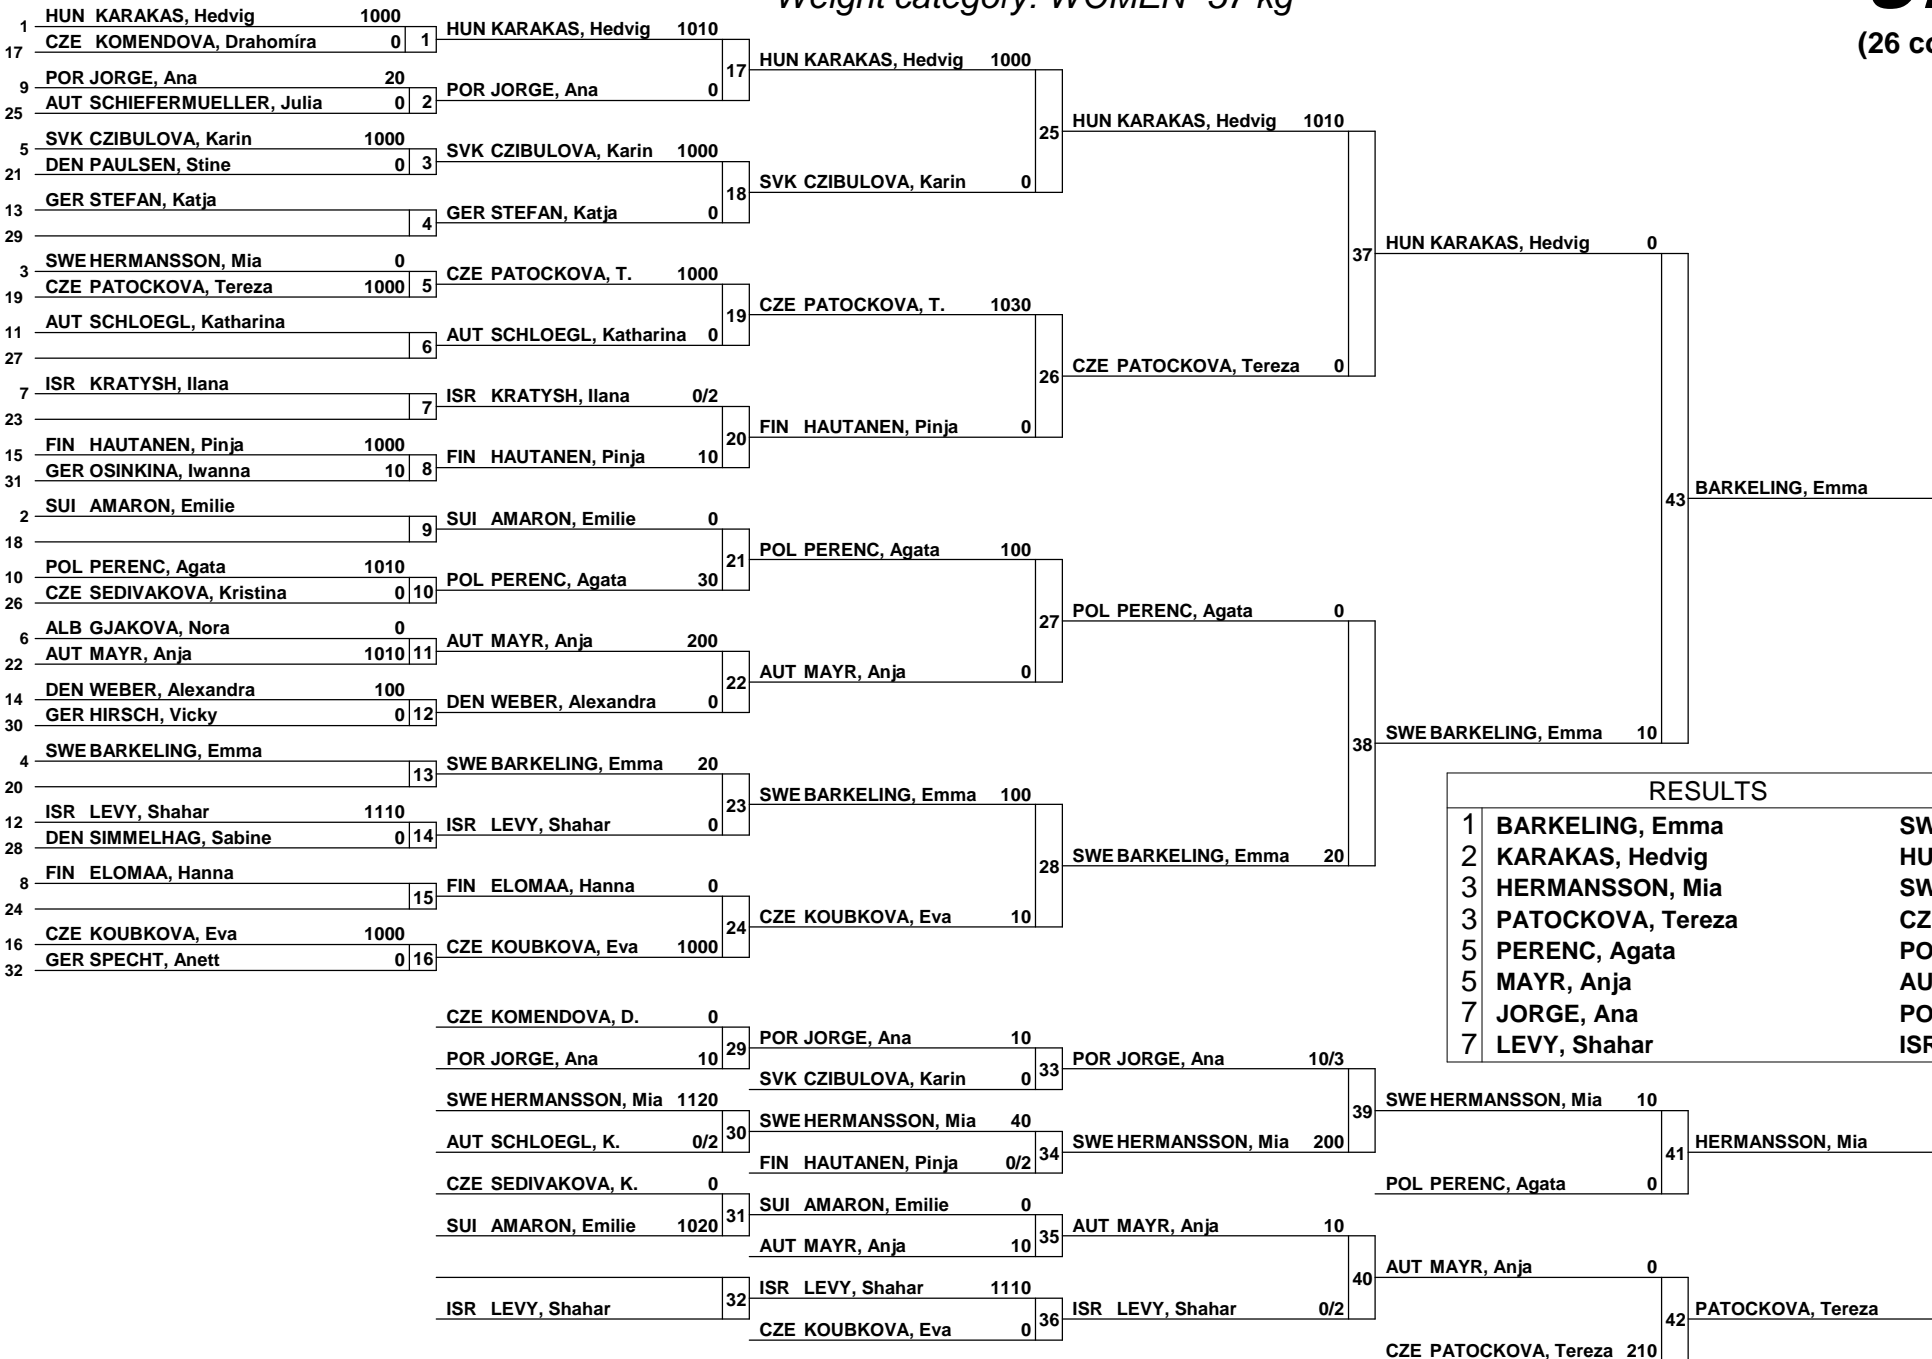 Weight category: WOMEN -57 kg
(26 co
1 HUN KARAKAS, Hedvig 1000
17 CZE KOMENDOVA, Drahomíra 0 1
9 POR JORGE, Ana 20
25 AUT SCHIEFERMUELLER, Julia 0 2
5 SVK CZIBULOVA, Karin 1000
21 DEN PAULSEN, Stine 0 3
13 GER STEFAN, Katja
29 4
3 SWE HERMANSSON, Mia 0
19 CZE PATOCKOVA, Tereza 1000 5
11 AUT SCHLOEGL, Katharina
27 6
7 ISR KRATYSH, Ilana
23 7
15 FIN HAUTANEN, Pinja 1000
31 GER OSINKINA, Iwanna 10 8
2 SUI AMARON, Emilie
18 9
10 POL PERENC, Agata 1010
26 CZE SEDIVAKOVA, Kristina 0 10
6 ALB GJAKOVA, Nora 0
22 AUT MAYR, Anja 1010 11
14 DEN WEBER, Alexandra 100
30 GER HIRSCH, Vicky 0 12
4 SWE BARKELING, Emma
20 13
12 ISR LEVY, Shahar 1110
28 DEN SIMMELHAG, Sabine 0 14
8 FIN ELOMAA, Hanna
24 15
16 CZE KOUBKOVA, Eva 1000
32 GER SPECHT, Anett 0 16
HUN KARAKAS, Hedvig 1010
17
POR JORGE, Ana 0
SVK CZIBULOVA, Karin 1000
18
GER STEFAN, Katja 0
CZE PATOCKOVA, T. 1000
19
AUT SCHLOEGL, Katharina 0
ISR KRATYSH, Ilana 0/2
20
FIN HAUTANEN, Pinja 10
SUI AMARON, Emilie 0
21
POL PERENC, Agata 30
AUT MAYR, Anja 200
22
DEN WEBER, Alexandra 0
SWE BARKELING, Emma 20
23
ISR LEVY, Shahar 0
FIN ELOMAA, Hanna 0
24
CZE KOUBKOVA, Eva 1000
HUN KARAKAS, Hedvig 1000
25
SVK CZIBULOVA, Karin 0
CZE PATOCKOVA, T. 1030
26
FIN HAUTANEN, Pinja 0
POL PERENC, Agata 100
27
AUT MAYR, Anja 0
SWE BARKELING, Emma 100
28
CZE KOUBKOVA, Eva 10
HUN KARAKAS, Hedvig 1010
37
CZE PATOCKOVA, Tereza 0
POL PERENC, Agata 0
38
SWE BARKELING, Emma 20
HUN KARAKAS, Hedvig 0
43
SWE BARKELING, Emma 10
BARKELING, Emma
RESULTS
1 BARKELING, Emma SW
2 KARAKAS, Hedvig HU
3 HERMANSSON, Mia SW
3 PATOCKOVA, Tereza CZ
5 PERENC, Agata PO
5 MAYR, Anja AU
7 JORGE, Ana PO
7 LEVY, Shahar ISR
CZE KOMENDOVA, D. 0
29
POR JORGE, Ana 10
SWE HERMANSSON, Mia 1120
30
AUT SCHLOEGL, K. 0/2
CZE SEDIVAKOVA, K. 0
31
SUI AMARON, Emilie 1020
32
ISR LEVY, Shahar
POR JORGE, Ana 10
33
SVK CZIBULOVA, Karin 0
SWE HERMANSSON, Mia 40
34
FIN HAUTANEN, Pinja 0/2
SUI AMARON, Emilie 0
35
AUT MAYR, Anja 10
ISR LEVY, Shahar 1110
36
CZE KOUBKOVA, Eva 0
POR JORGE, Ana 10/3
39
SWE HERMANSSON, Mia 200
AUT MAYR, Anja 10
40
ISR LEVY, Shahar 0/2
SWE HERMANSSON, Mia 10
41
POL PERENC, Agata 0
AUT MAYR, Anja 0
42
CZE PATOCKOVA, Tereza 210
HERMANSSON, Mia
PATOCKOVA, Tereza